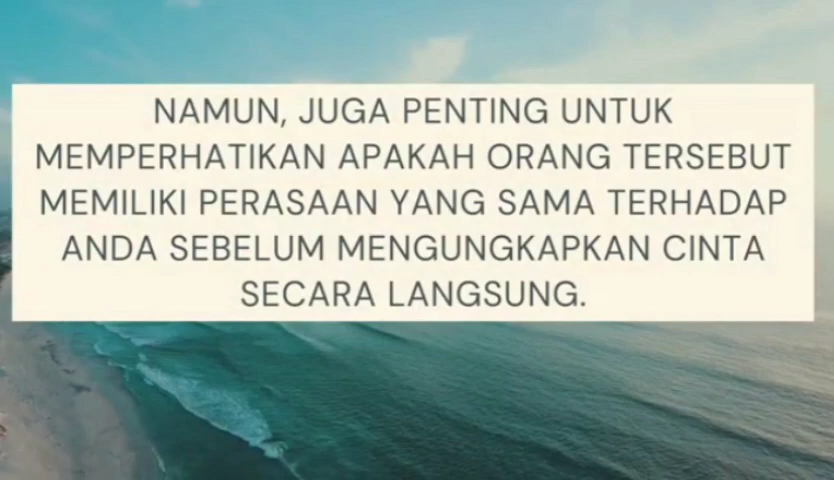 NAMUN, JUGA PENTING UNTUK
MEMPERHATIKAN APAKAH ORANG TERSEBUT
MEMILIKI PERASAAN YANG SAMA TERHADAP
ANDA SEBELUM MENGUNGKAPKAN CINTA
SECARA LANGSUNG.